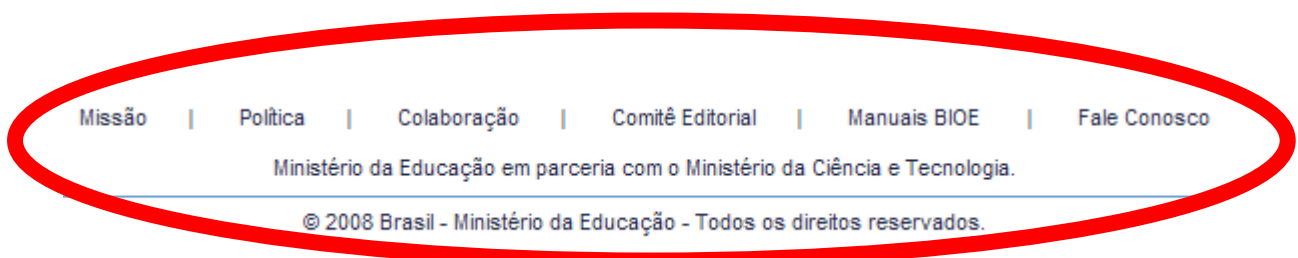 Missão | Política | Colaboração | Comitê Editorial | Manuais BIOE | Fale Conosco
Ministério da Educação em parceria com o Ministério da Ciência e Tecnologia.
© 2008 Brasil - Ministério da Educação - Todos os direitos reservados.